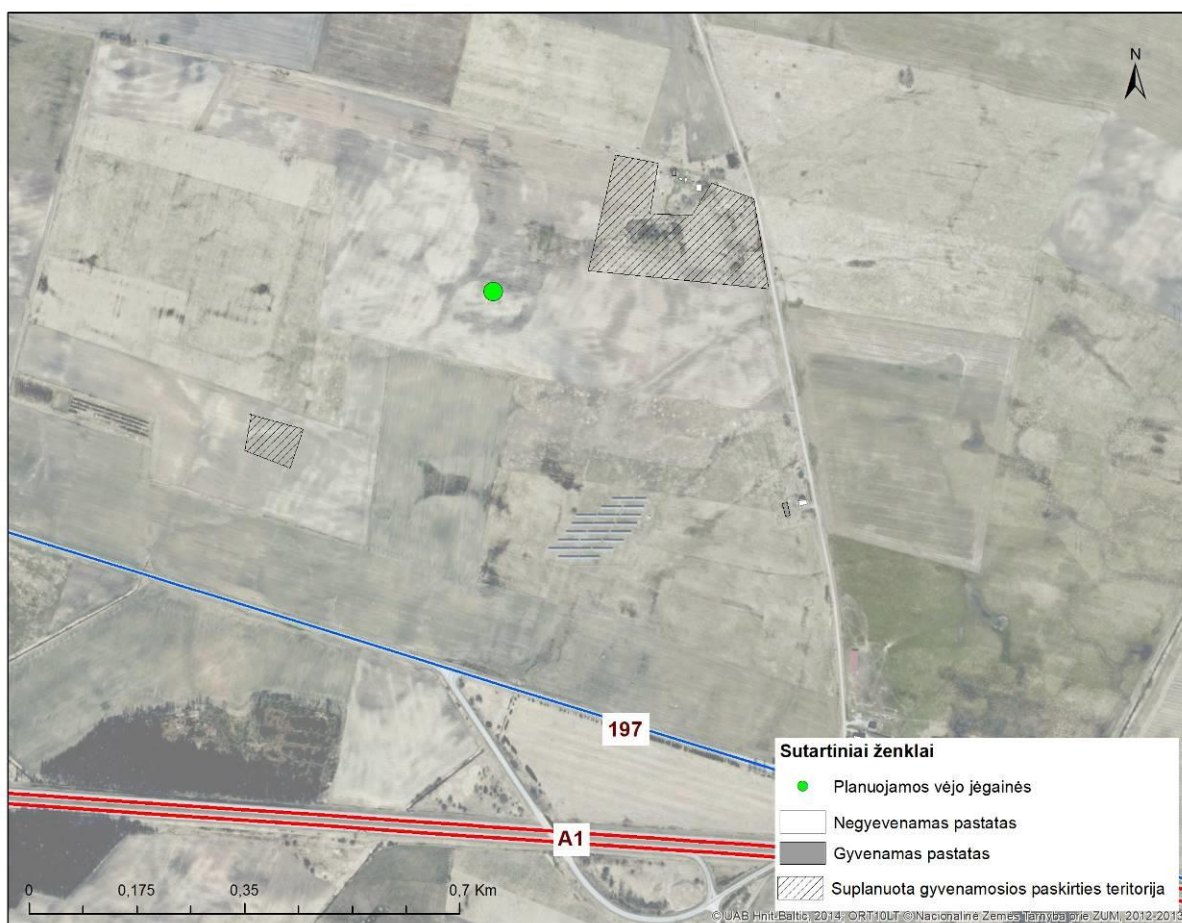 N
197
A1
Sutartiniai ženklai
Planuojamos vėjo jėgainės
Negyevenamas pastatas
Gyvenamas pastatas
Suplanuota gyvenamosios paskirties teritorija
0 0,175 0,35 0,7 Km
© UAB Hnit-Baltic, 2014, ORT10LT © Nacionalinė Žemės Tarnyba prie ŽŪM, 2012-2013